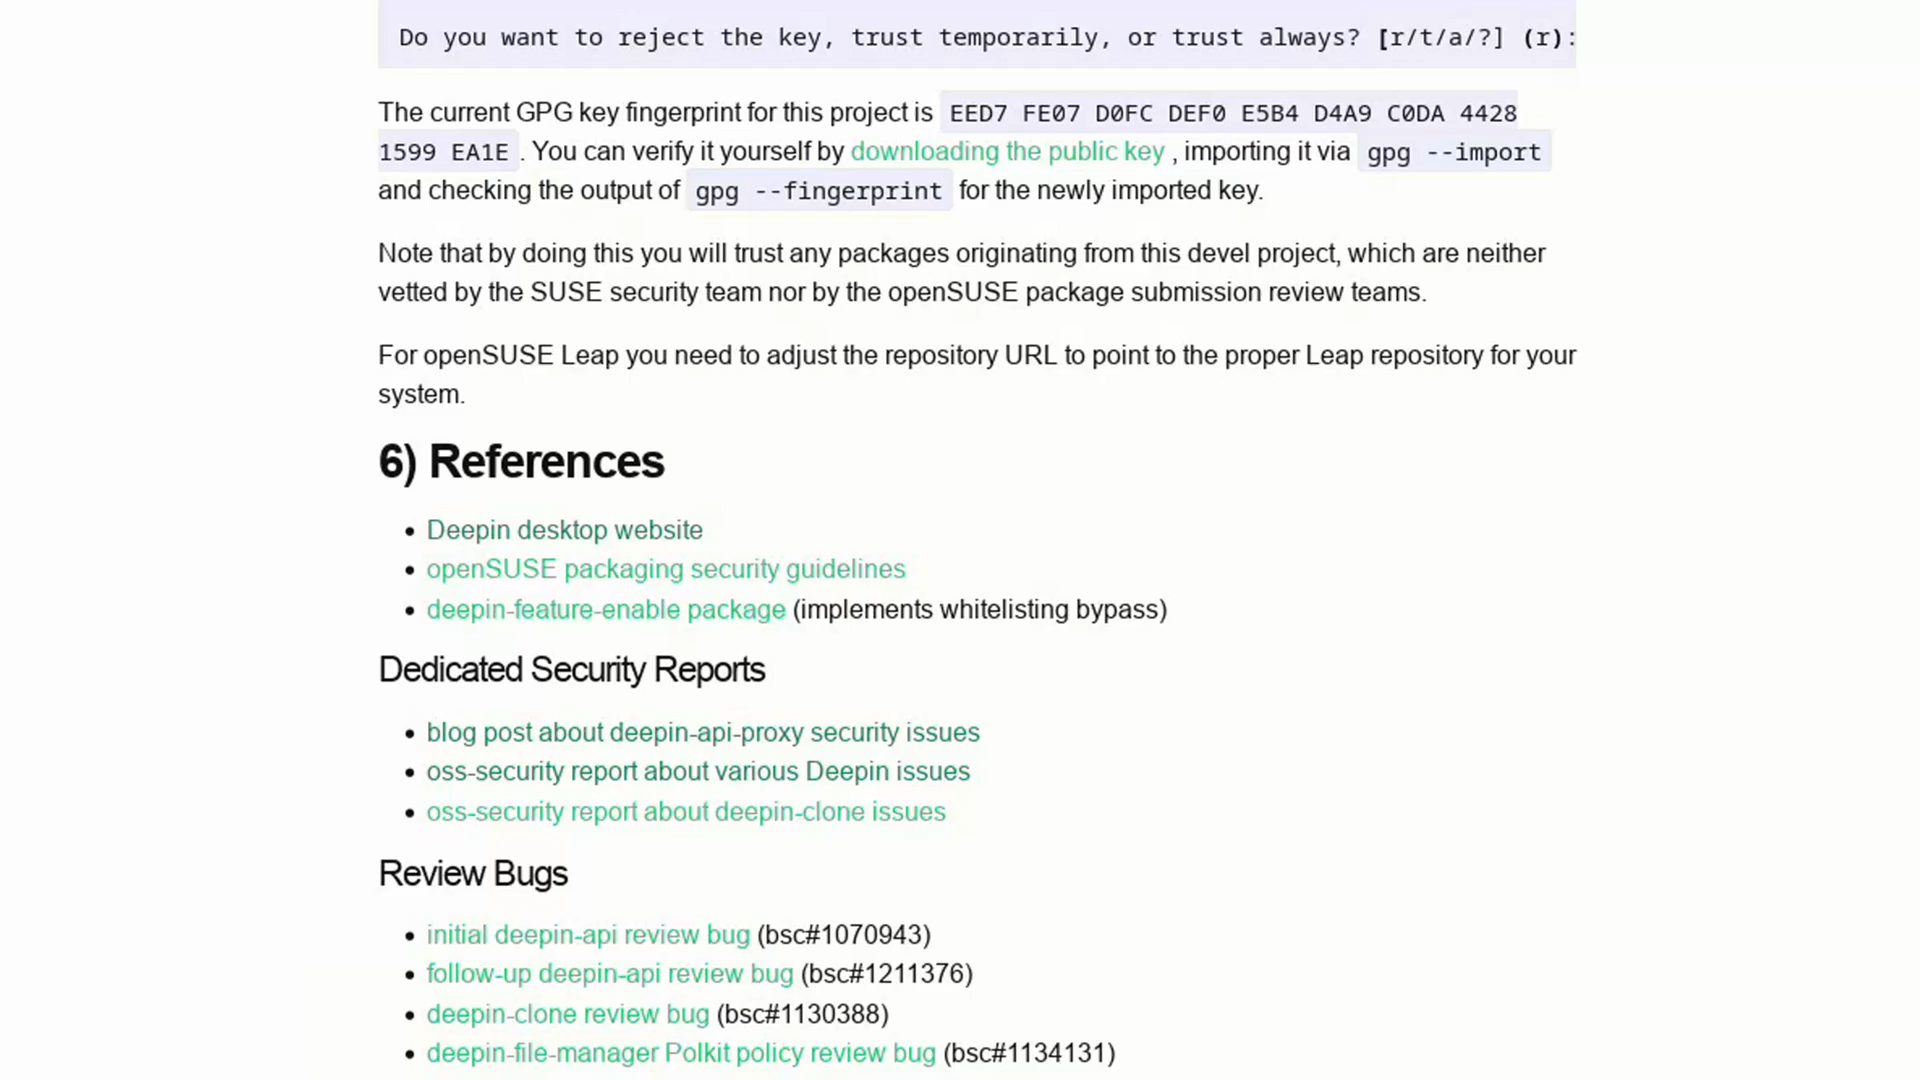 Do you want to reject the key, trust temporarily, or trust always? [r/t/a/?] (r):
The current GPG key fingerprint for this project is EED7 FE07 D0FC DEF0 E5B4 D4A9 C0DA 4428
1599 EA1E . You can verify it yourself by downloading the public key , importing it via gpg --import
and checking the output of gpg --fingerprint for the newly imported key.
Note that by doing this you will trust any packages originating from this devel project, which are neither
vetted by the SUSE security team nor by the openSUSE package submission review teams.
For openSUSE Leap you need to adjust the repository URL to point to the proper Leap repository for your
system.
6) References
• Deepin desktop website
• openSUSE packaging security guidelines
• deepin-feature-enable package (implements whitelisting bypass)
Dedicated Security Reports
• blog post about deepin-api-proxy security issues
• oss-security report about various Deepin issues
• oss-security report about deepin-clone issues
Review Bugs
• initial deepin-api review bug (bsc#1070943)
• follow-up deepin-api review bug (bsc#1211376)
• deepin-clone review bug (bsc#1130388)
• deepin-file-manager Polkit policy review bug (bsc#1134131)